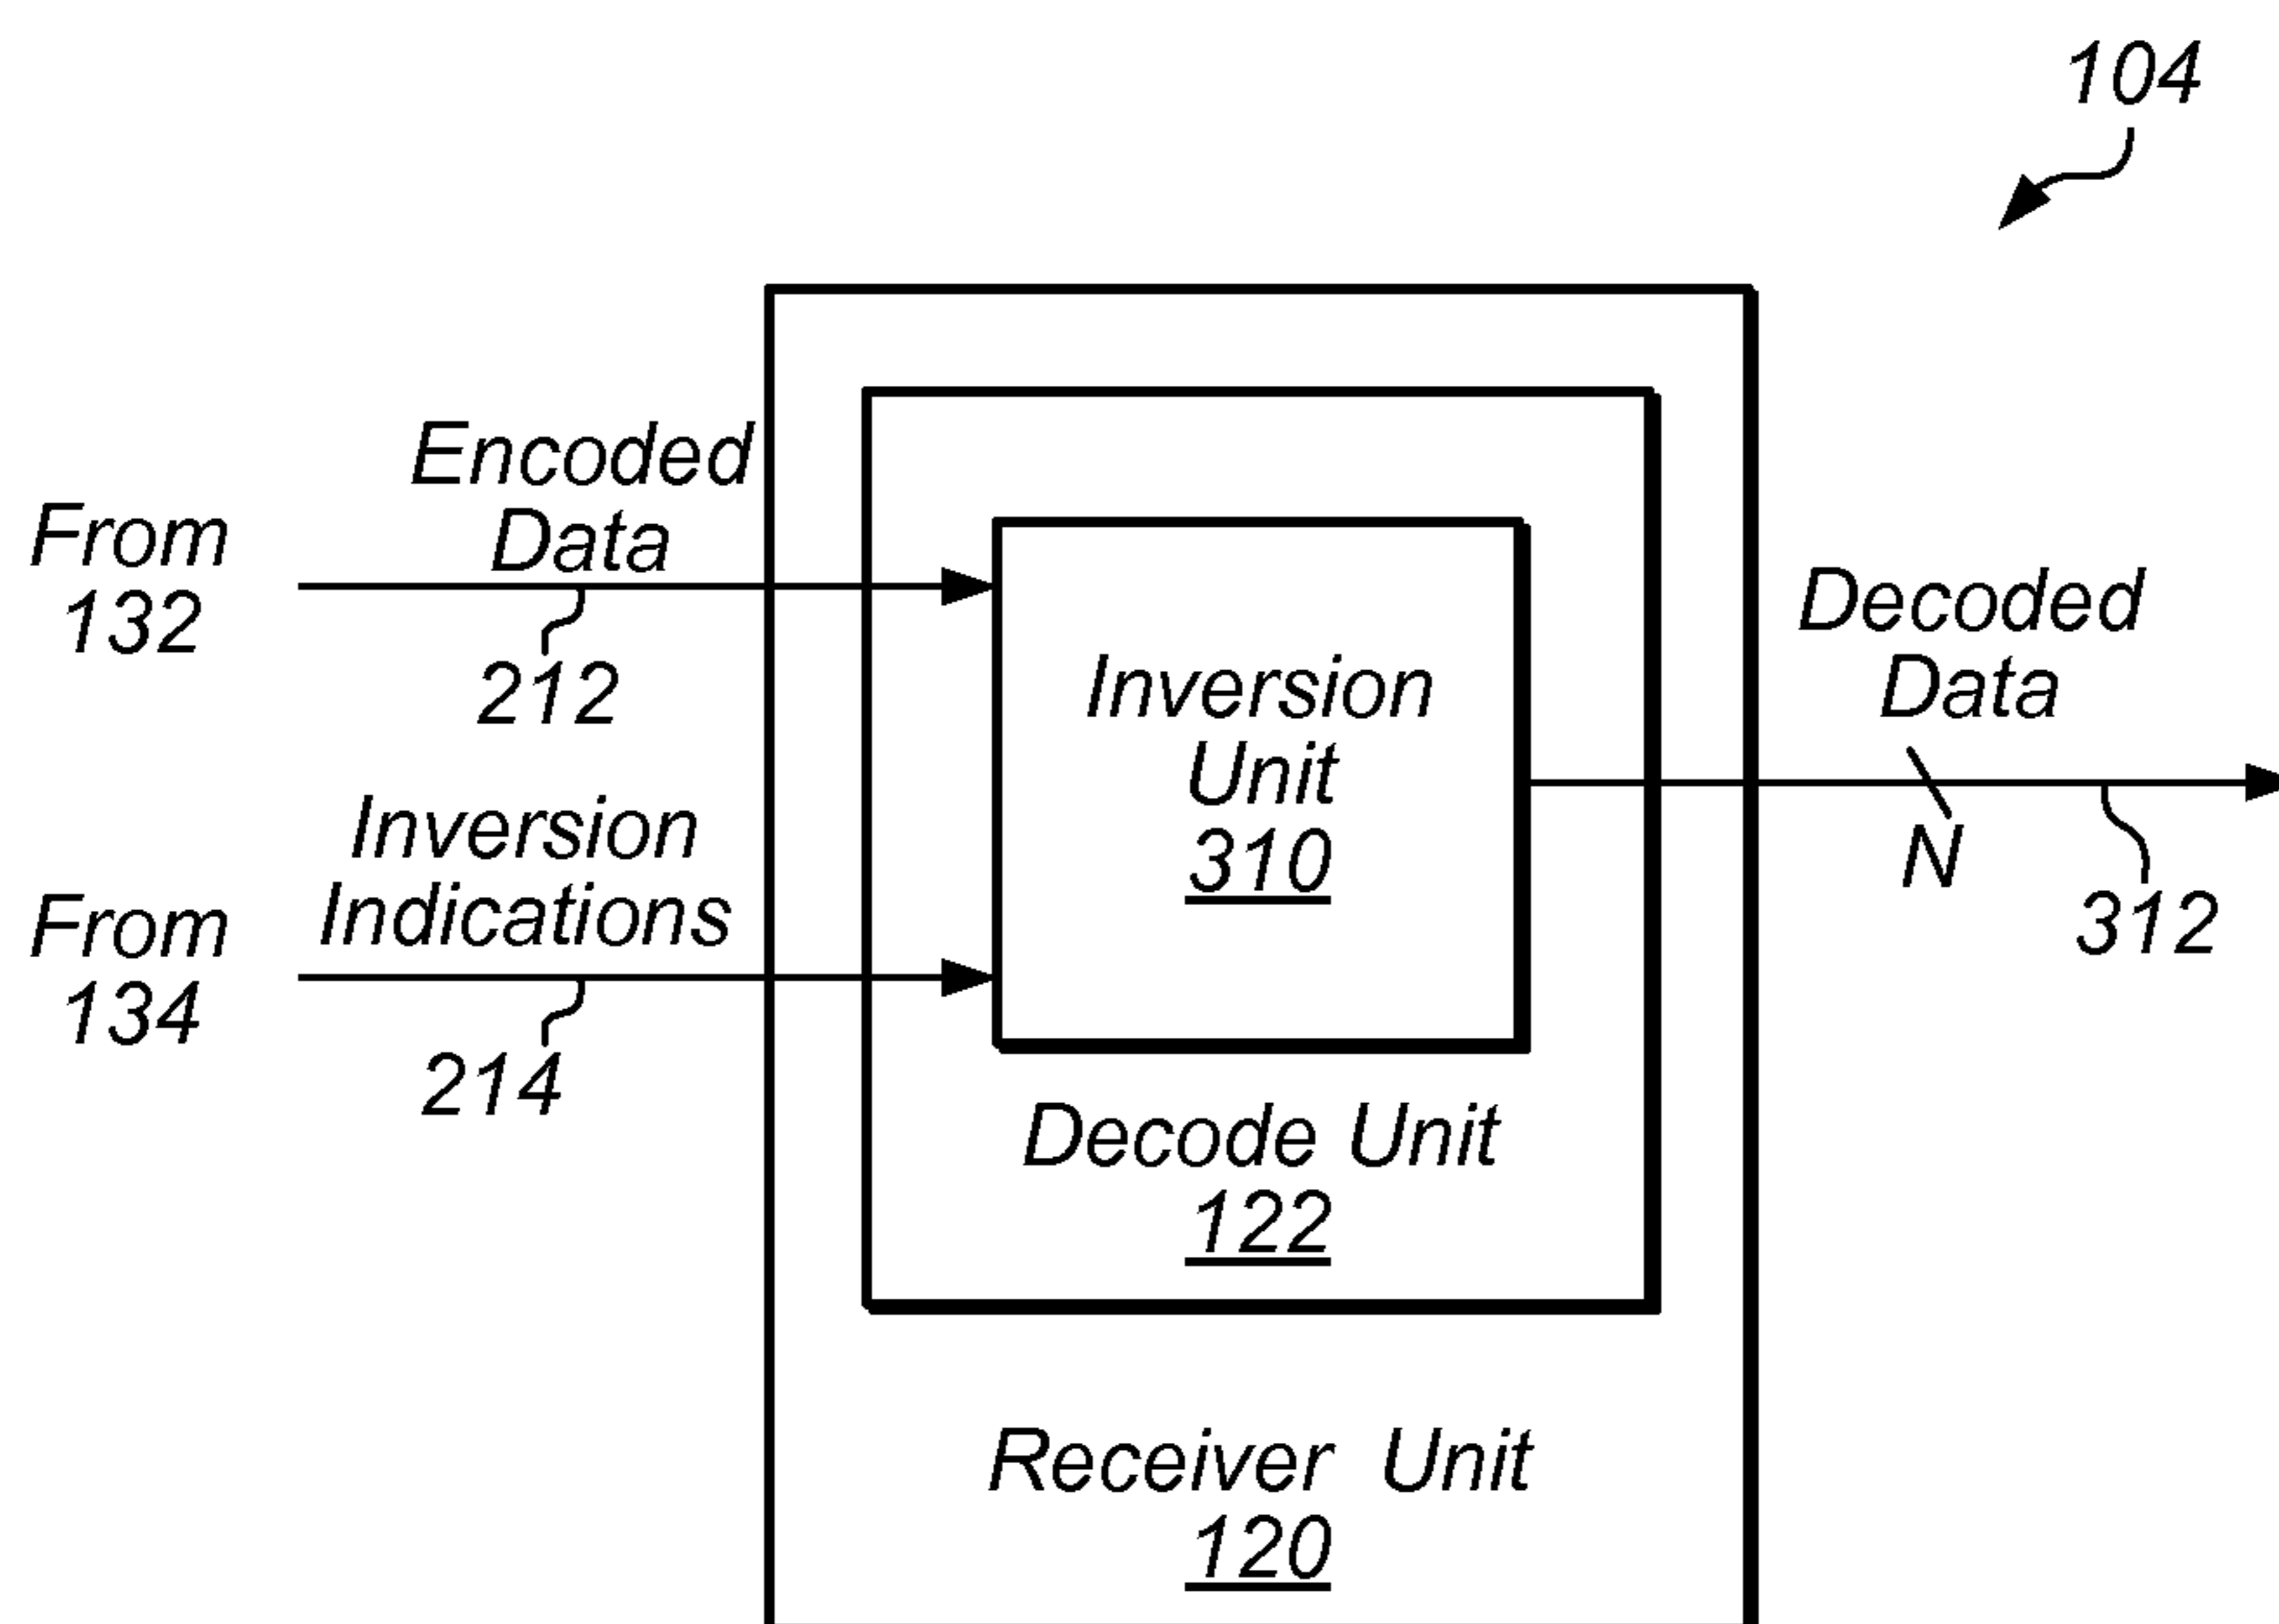 104
Encoded
Data
From
132
212
Inversion
Indications
From
134
214
Inversion
Unit
310
Decode Unit
122
Receiver Unit
120
Decoded
Data
N
312